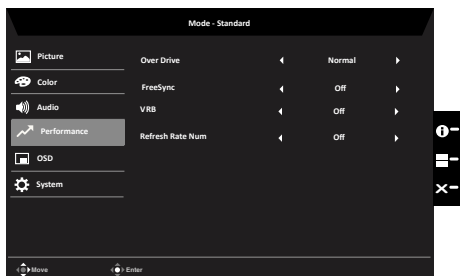 Mode - Standard
Picture
Over Drive Normal
Color
FreeSync Off
Audio
VRB Off
Performance
Refresh Rate Num Off
OSD
System
Move Enter